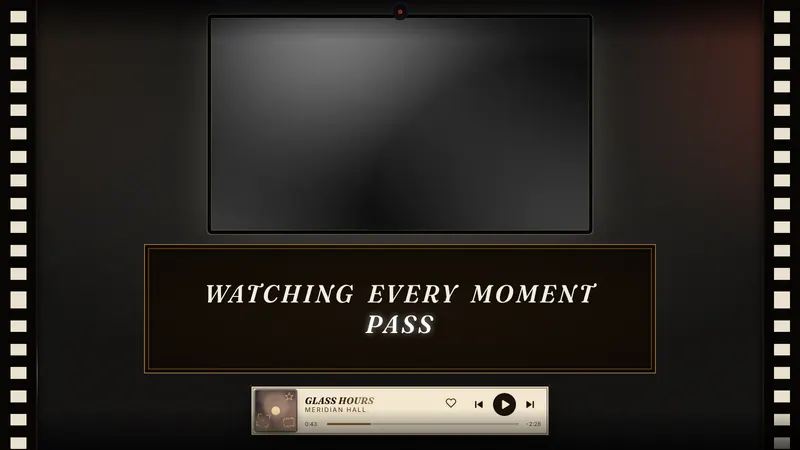 WATCHING EVERY MOMENT
PASS
GLASS HOURS
MERIDIAN HALL
0:43
-2:28